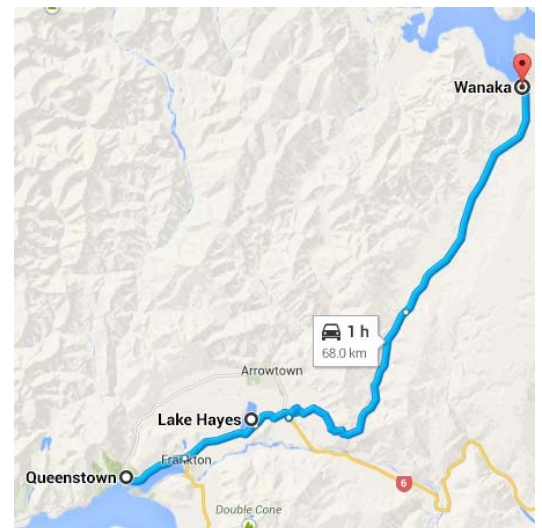 Wanaka
1 h
68.0 km
Arrowtown
Lake Hayes
Frankton
Queenstown
6
Double Cone